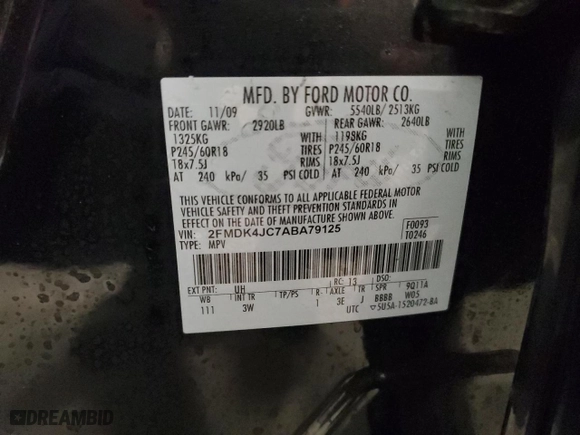 MFD. BY FORD MOTOR CO.
DATE: 11/09 GVWR: 5540LB/ 2513KG
FRONT GAWR: 2920LB REAR GAWR: 2640LB
1325KG WITH 1198KG WITH
P245/60R18 TIRES P245/60R18 TIRES
18x7.5J RIMS 18x7.5J RIMS
AT 240 kPa/ 35 PSI COLD AT 240 kPa/ 35 PSI COLD
THIS VEHICLE CONFORMS TO ALL APPLICABLE FEDERAL MOTOR
VEHICLE SAFETY AND THEFT PREVENTION STANDARDS IN
EFFECT ON THE DATE OF MANUFACTURE SHOWN ABOVE.
VIN: 2FMDK4JC7ABA79125 F0093
TYPE: MPV T0246
EXT PNT: UH RC: 13 DSO:
WB INT TR TP/PS R. AXLE TR SPR 9Q11A
111 3W 1 3E J BBBB W05
UTC ▽5U5A-1520472-BA
DREAMBID